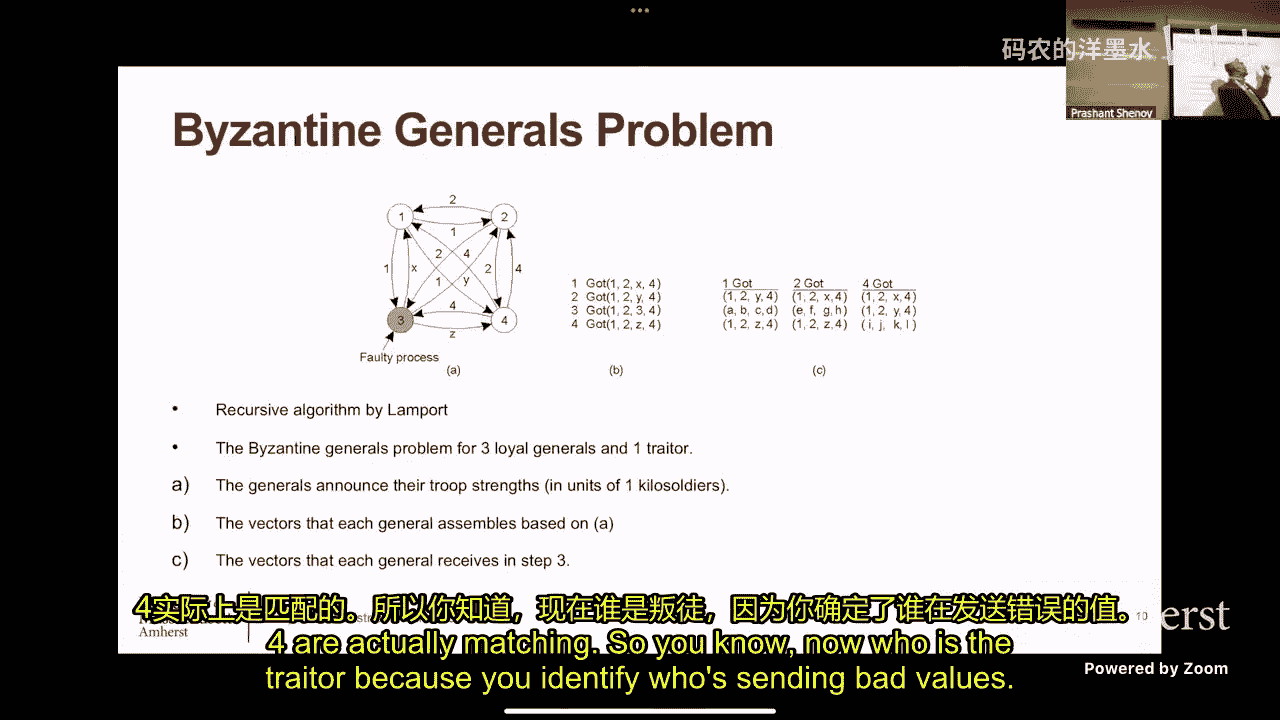 码农的洋墨水
Prashant Shenoy
Byzantine Generals Problem
2
1
2
1
1
x
2
4
1
y
2
4
3
4
4
z
Faulty process
(a)
1 Got(1, 2, x, 4)
2 Got(1, 2, y, 4)
3 Got(1, 2, 3, 4)
4 Got(1, 2, z, 4)
(b)
1 Got 2 Got 4 Got
(1, 2, y, 4) (1, 2, x, 4) (1, 2, x, 4)
(a, b, c, d) (e, f, g, h) (1, 2, y, 4)
(1, 2, z, 4) (1, 2, z, 4) (i, j, k, l)
(c)
• Recursive algorithm by Lamport
• The Byzantine generals problem for 3 loyal generals and 1 traitor.
a) The generals announce their troop strengths (in units of 1 kilosoldiers).
b) The vectors that each general assembles based on (a)
c) The vectors that each general receives in step 3.
4实际上是匹配的。所以你知道，现在谁是叛徒，因为你确定了谁在发送错误的值。
Amherst
10
4 are actually matching. So you know, now who is the
traitor because you identify who's sending bad values.
Powered by Zoom